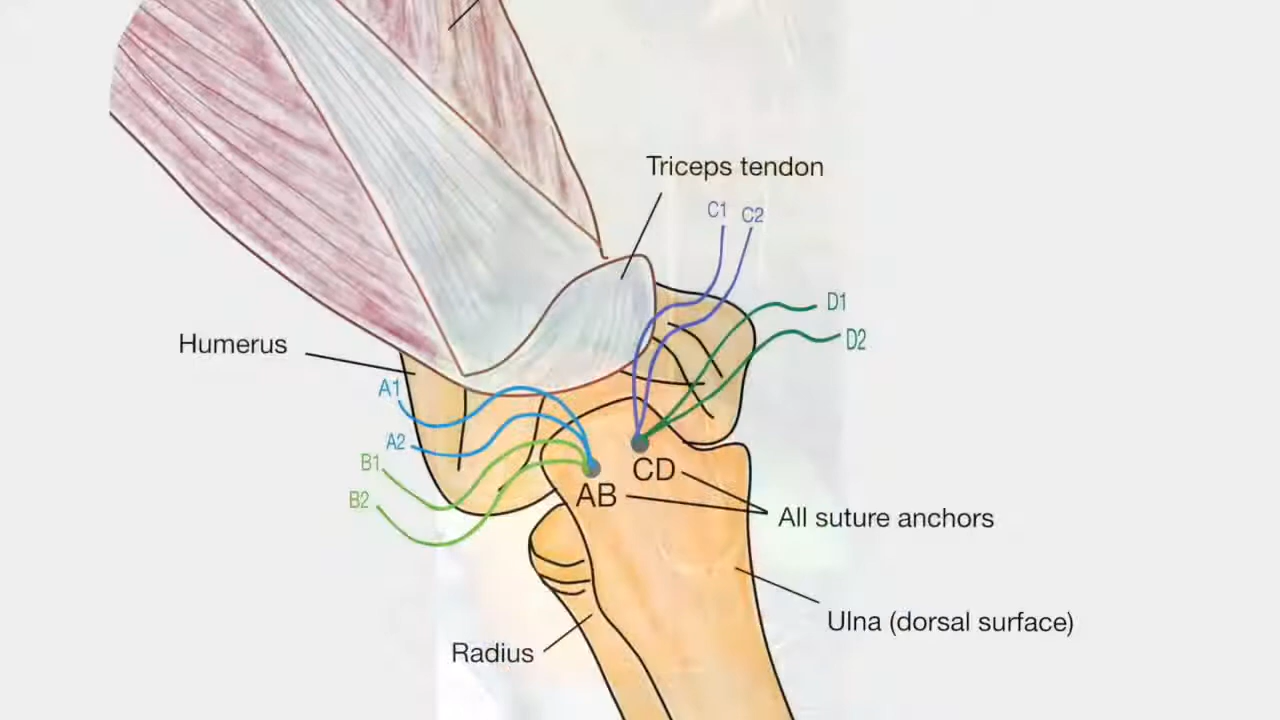 Triceps tendon
C1
C2
D1
D2
Humerus
A1
A2
B1
B2
CD
AB
All suture anchors
Ulna (dorsal surface)
Radius